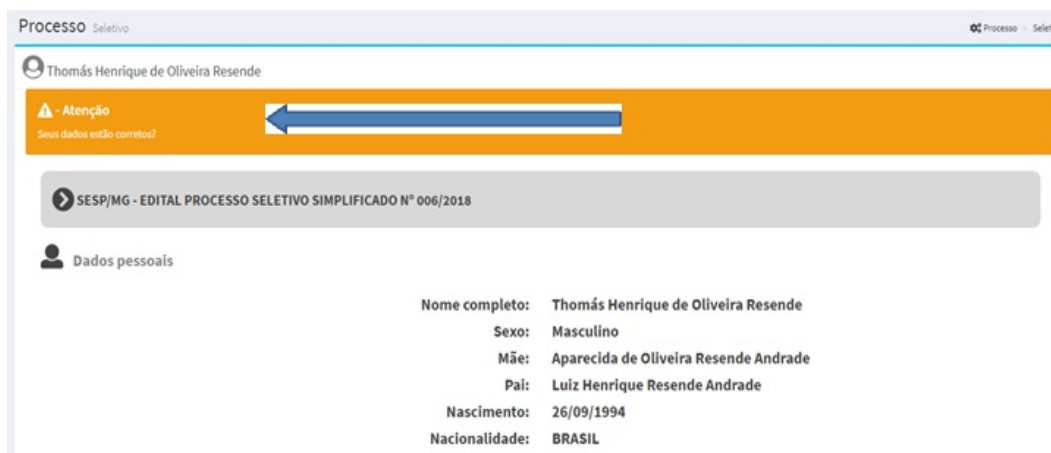 Processo Seletivo
Processo > Selet
Thomás Henrique de Oliveira Resende
- Atenção
Seus dados estão corretos?
SESP/MG - EDITAL PROCESSO SELETIVO SIMPLIFICADO Nº 006/2018
Dados pessoais
Nome completo: Thomás Henrique de Oliveira Resende
Sexo: Masculino
Mãe: Aparecida de Oliveira Resende Andrade
Pai: Luiz Henrique Resende Andrade
Nascimento: 26/09/1994
Nacionalidade: BRASIL